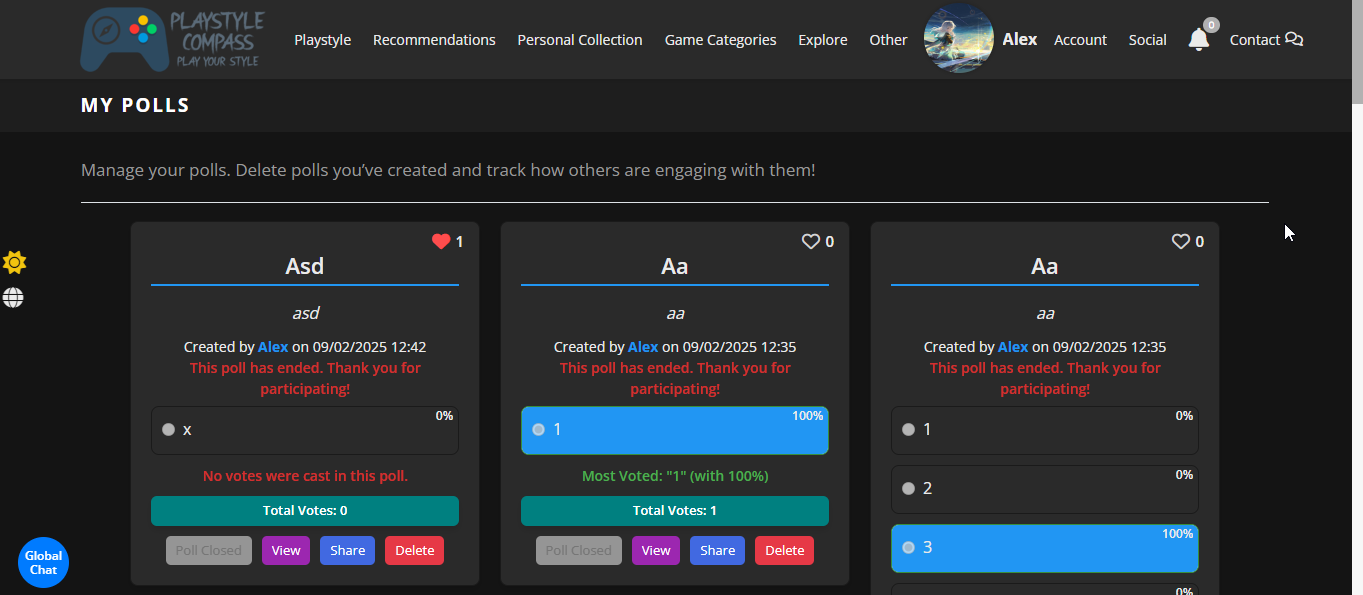 PLAYSTYLE
COMPASS
PLAY YOUR STYLE
Playstyle Recommendations Personal Collection Game Categories Explore Other Alex Account Social 0 Contact
MY POLLS
Manage your polls. Delete polls you’ve created and track how others are engaging with them!
1
Asd
asd
Created by Alex on 09/02/2025 12:42
This poll has ended. Thank you for
participating!
0%
x
No votes were cast in this poll.
Total Votes: 0
Poll Closed View Share Delete
0
Aa
aa
Created by Alex on 09/02/2025 12:35
This poll has ended. Thank you for
participating!
100%
1
Most Voted: "1" (with 100%)
Total Votes: 1
Poll Closed View Share Delete
0
Aa
aa
Created by Alex on 09/02/2025 12:35
This poll has ended. Thank you for
participating!
0%
1
0%
2
100%
3
0%
Global
Chat